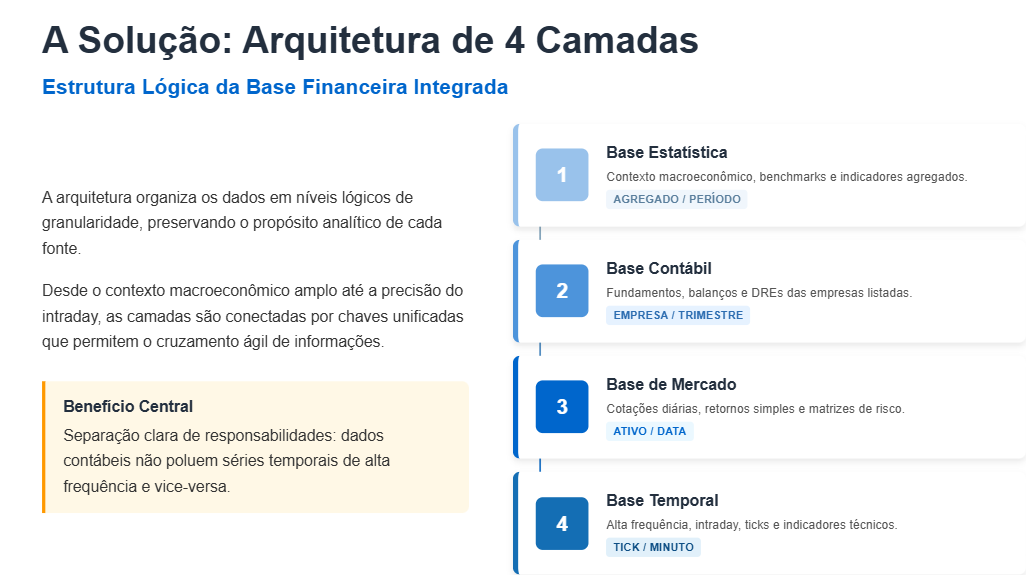 A Solução: Arquitetura de 4 Camadas
Estrutura Lógica da Base Financeira Integrada
A arquitetura organiza os dados em níveis lógicos de
granularidade, preservando o propósito analítico de cada
fonte.
Desde o contexto macroeconômico amplo até a precisão do
intraday, as camadas são conectadas por chaves unificadas
que permitem o cruzamento ágil de informações.
Benefício Central
Separação clara de responsabilidades: dados
contábeis não poluem séries temporais de alta
frequência e vice-versa.
1
Base Estatística
Contexto macroeconômico, benchmarks e indicadores agregados.
AGREGADO / PERÍODO
2
Base Contábil
Fundamentos, balanços e DREs das empresas listadas.
EMPRESA / TRIMESTRE
3
Base de Mercado
Cotações diárias, retornos simples e matrizes de risco.
ATIVO / DATA
4
Base Temporal
Alta frequência, intraday, ticks e indicadores técnicos.
TICK / MINUTO